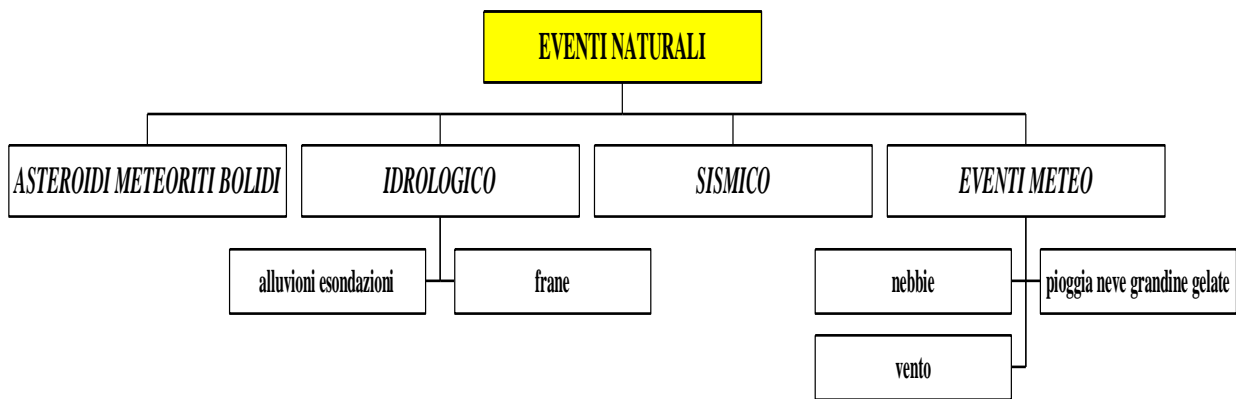 EVENTI NATURALI
ASTEROIDI METEORITI BOLIDI
IDROLOGICO
SISMICO
EVENTI METEO
alluvioni esondazioni
frane
nebbie
pioggia neve grandine gelate
vento